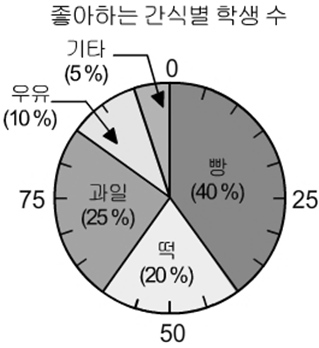 좋아하는 간식별 학생 수
기타
(5 %)
0
우유
(10 %)
빵
(40 %)
75
과일
(25 %)
25
떡
(20 %)
50